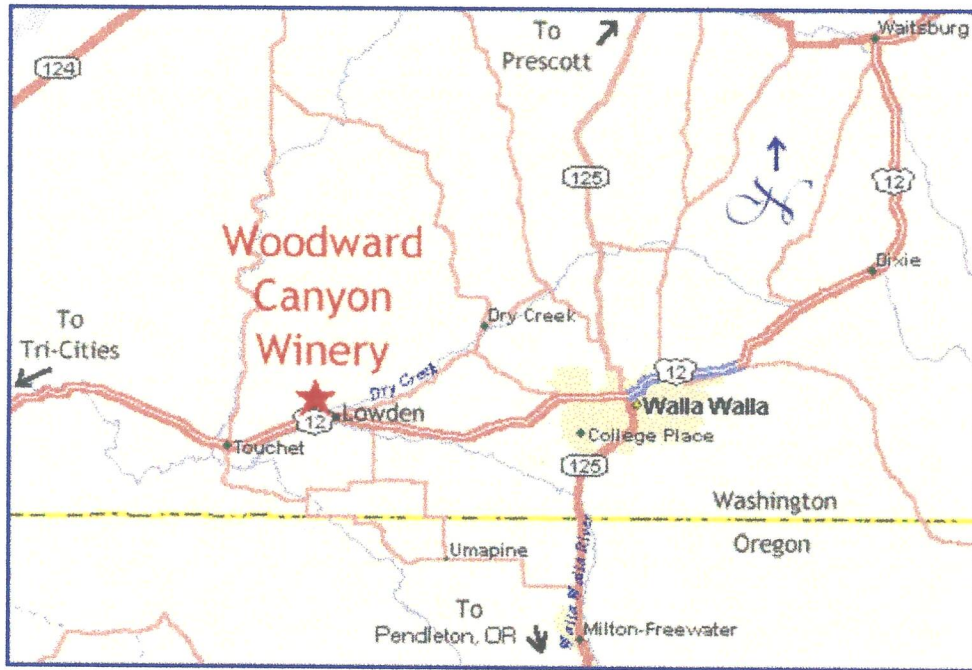 Waitsburg
To
Prescott
124
125
12
Woodward
Canyon
Winery
Dixie
To
Tri-Cities
Dry Creek
Dry Creek
12
Walla Walla
Lowden
12
College Place
Touchet
125
Washington
Oregon
Walla Walla River
Umapine
To
Pendleton, OR
Milton-Freewater